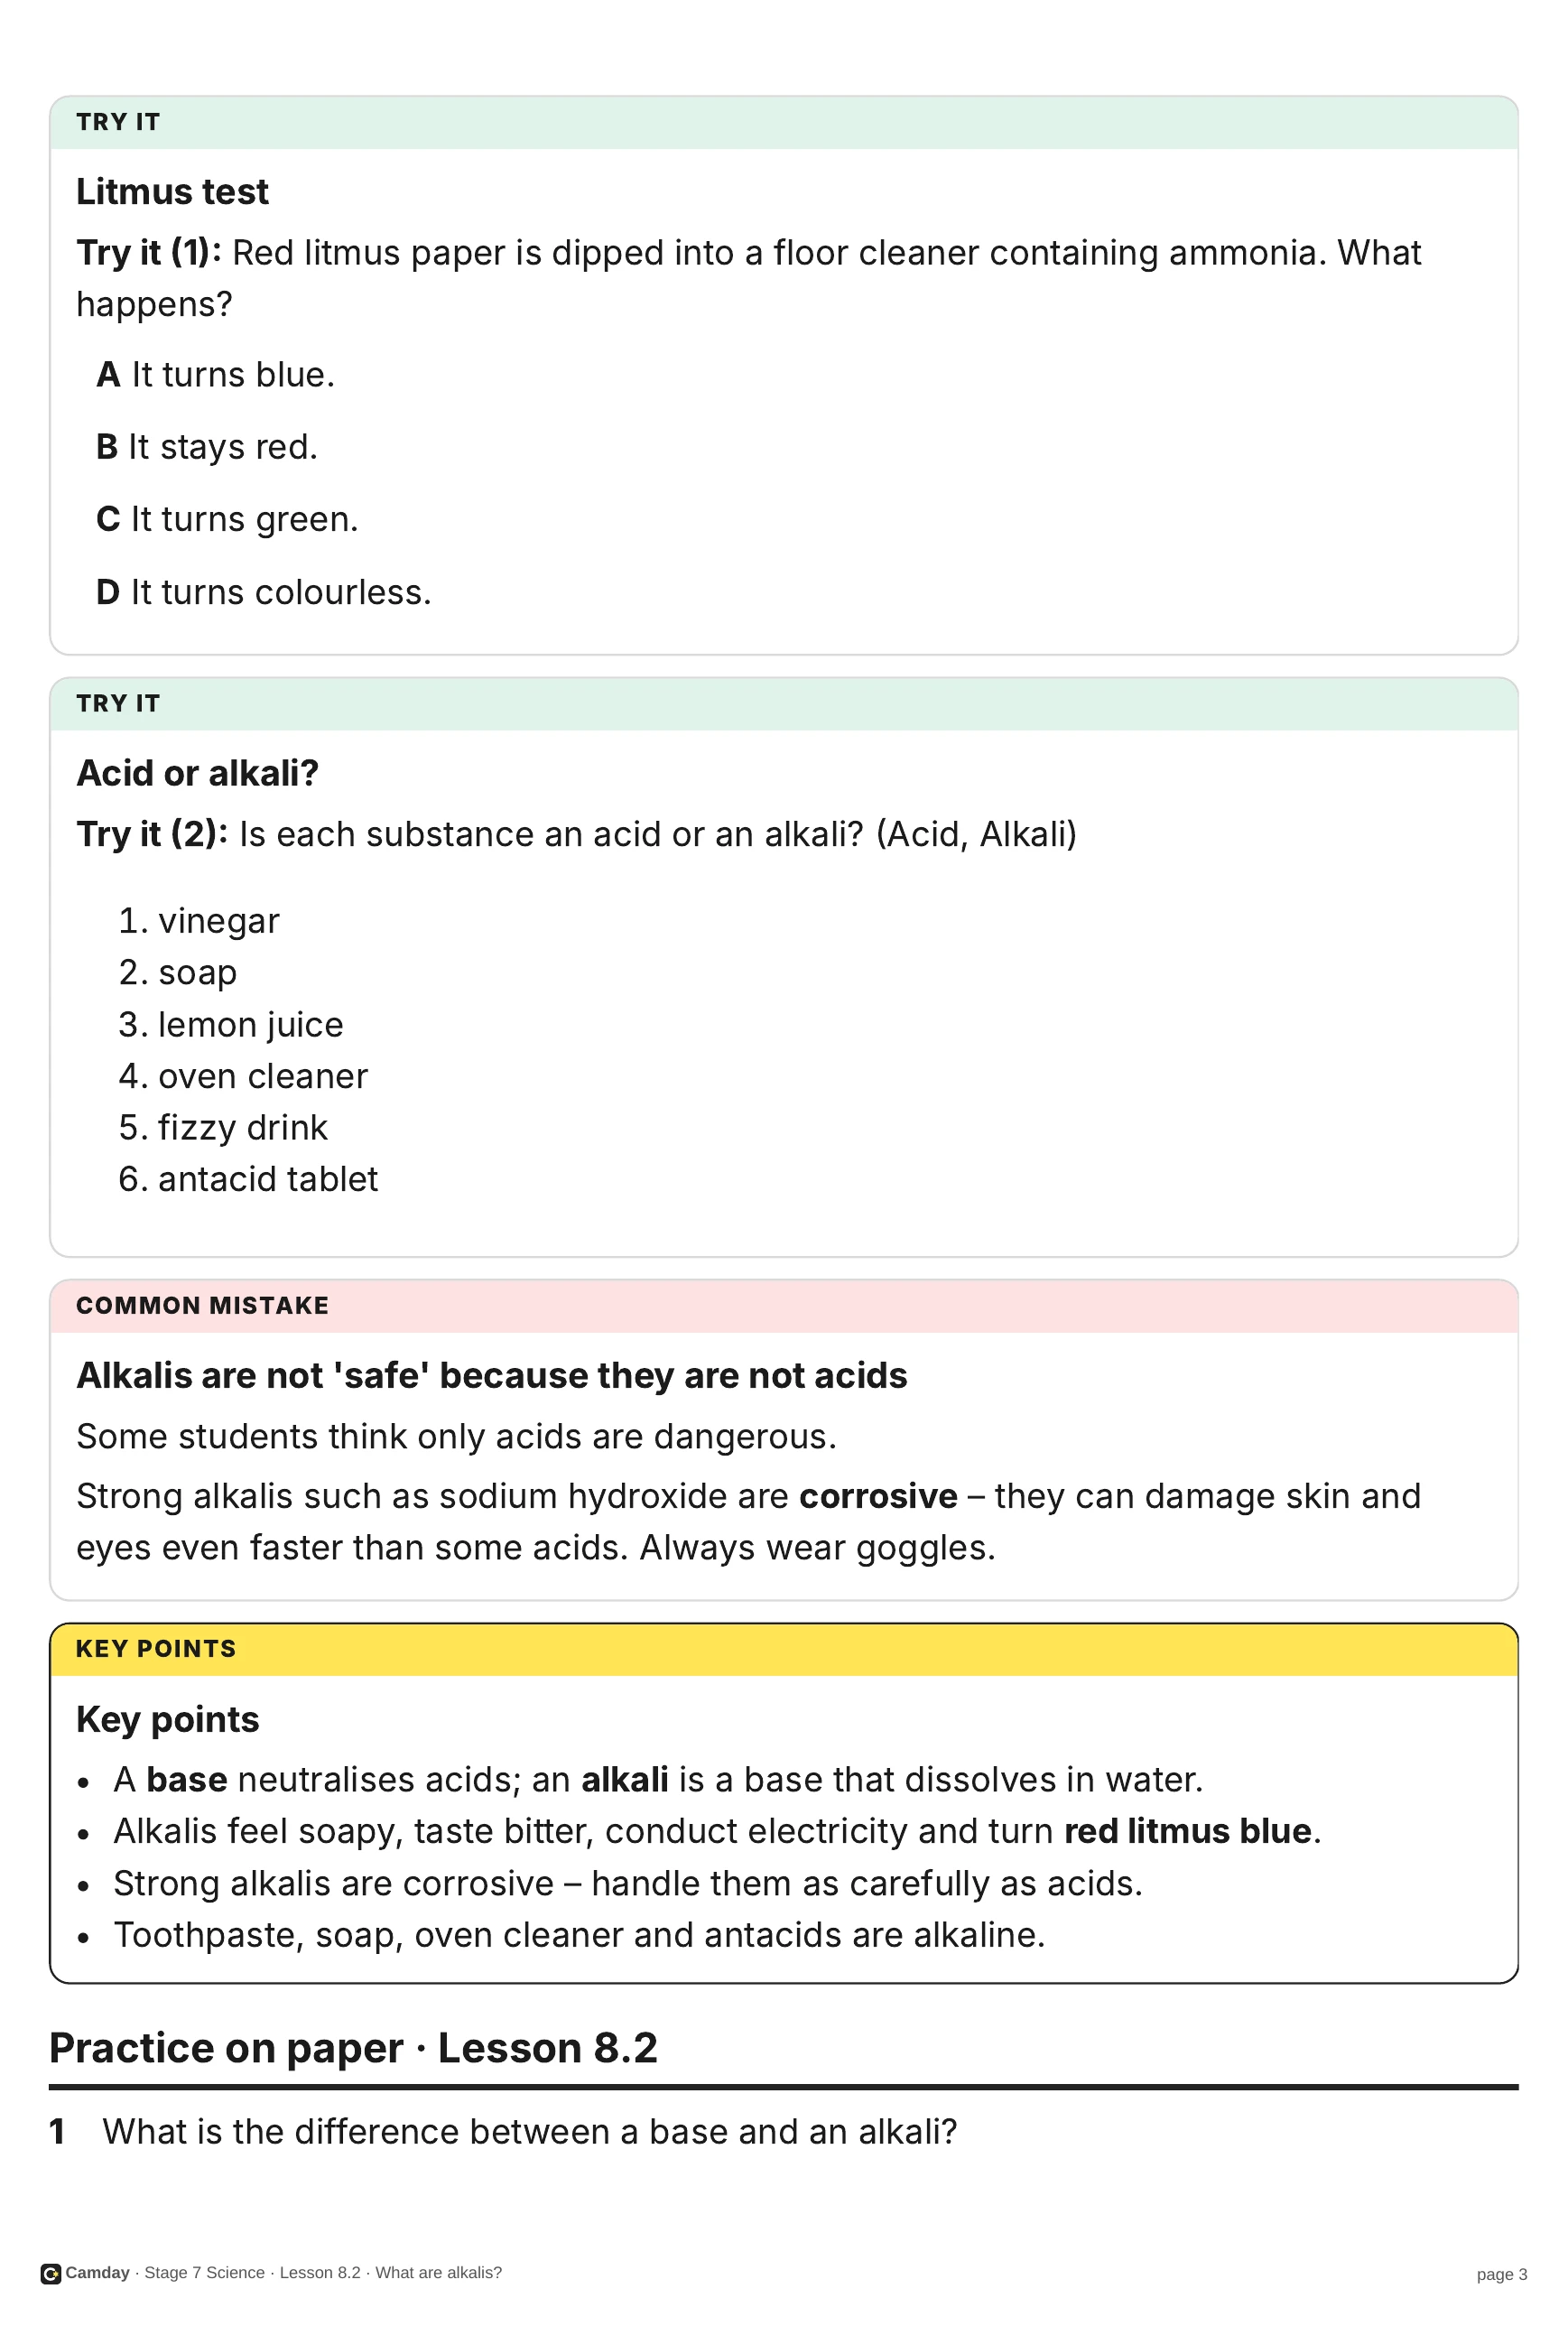 TRY IT
Litmus test
Try it (1): Red litmus paper is dipped into a floor cleaner containing ammonia. What
happens?
A It turns blue.
B It stays red.
C It turns green.
D It turns colourless.
TRY IT
Acid or alkali?
Try it (2): Is each substance an acid or an alkali? (Acid, Alkali)
1. vinegar
2. soap
3. lemon juice
4. oven cleaner
5. fizzy drink
6. antacid tablet
COMMON MISTAKE
Alkalis are not 'safe' because they are not acids
Some students think only acids are dangerous.
Strong alkalis such as sodium hydroxide are corrosive – they can damage skin and
eyes even faster than some acids. Always wear goggles.
KEY POINTS
Key points
• A base neutralises acids; an alkali is a base that dissolves in water.
• Alkalis feel soapy, taste bitter, conduct electricity and turn red litmus blue.
• Strong alkalis are corrosive – handle them as carefully as acids.
• Toothpaste, soap, oven cleaner and antacids are alkaline.
Practice on paper · Lesson 8.2
1 What is the difference between a base and an alkali?
Camday · Stage 7 Science · Lesson 8.2 · What are alkalis?
page 3